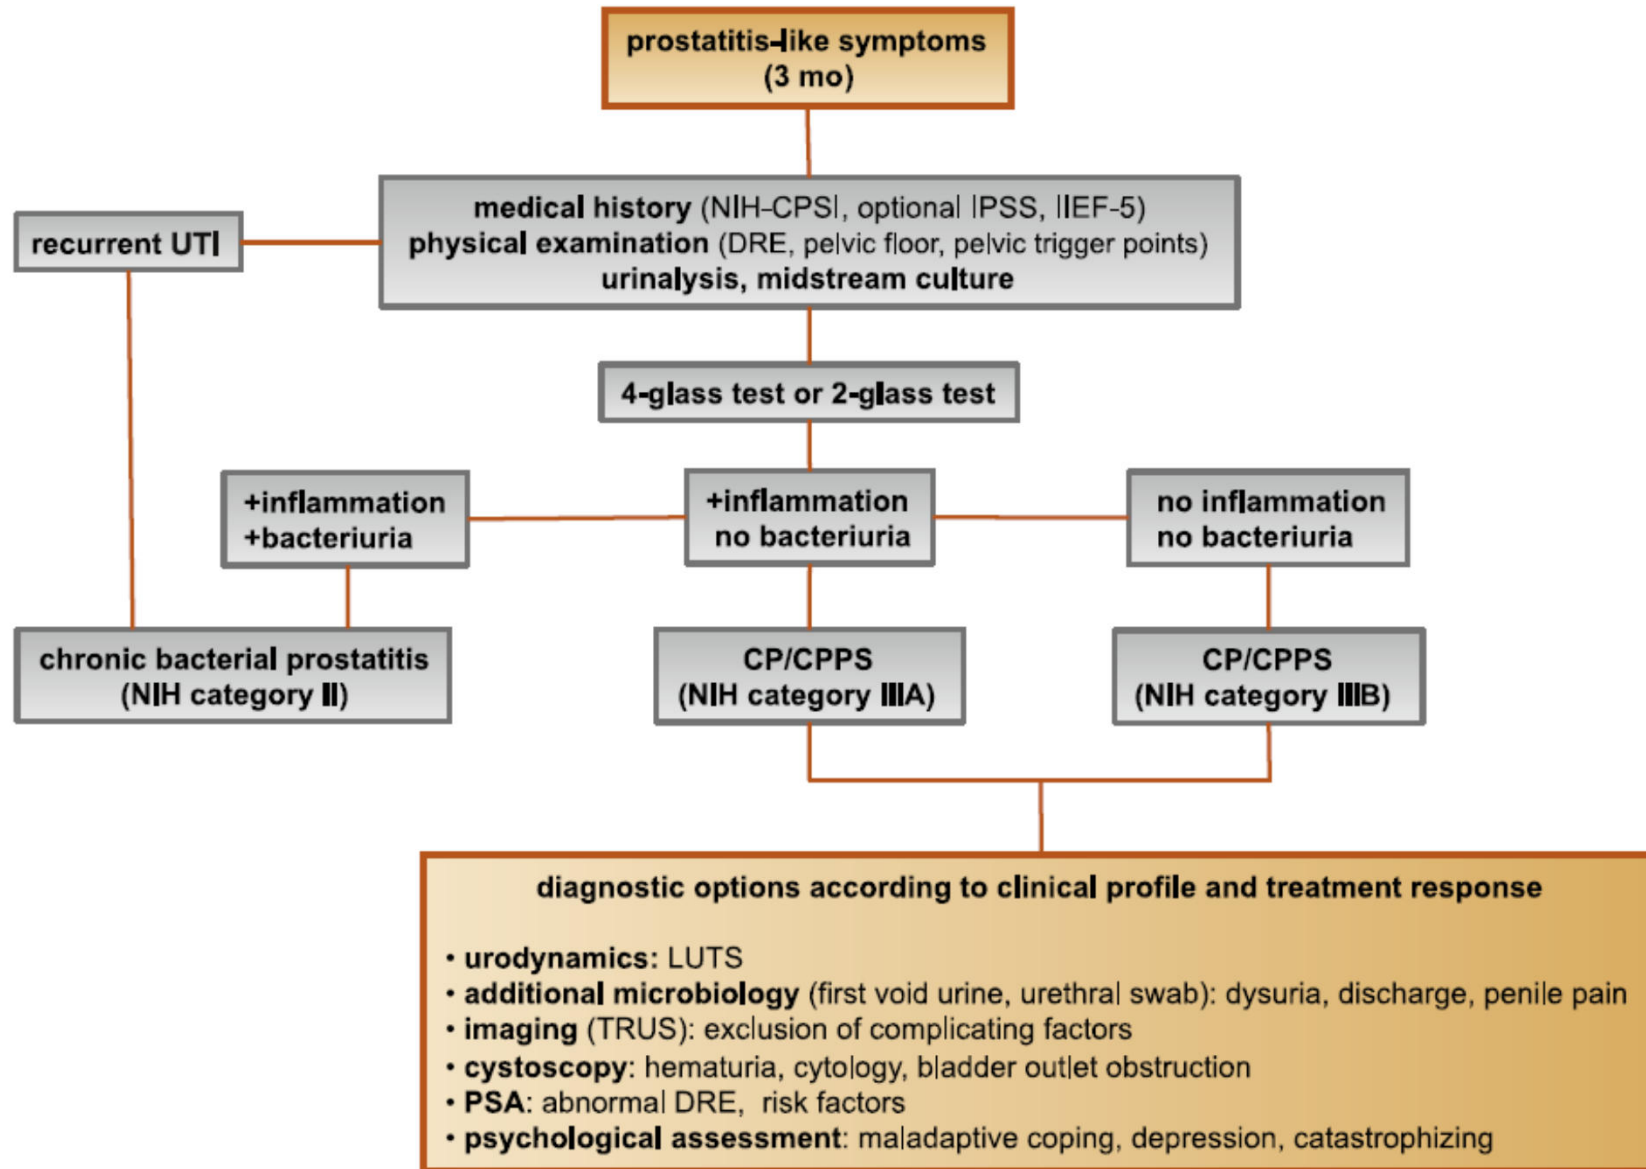 prostatitis-like symptoms
(3 mo)
medical history (NIH-CPSI, optional IPSS, IIEF-5)
physical examination (DRE, pelvic floor, pelvic trigger points)
urinalysis, midstream culture
recurrent UTI
4-glass test or 2-glass test
+inflammation
+bacteriuria
+inflammation
no bacteriuria
no inflammation
no bacteriuria
chronic bacterial prostatitis
(NIH category II)
CP/CPPS
(NIH category IIIA)
CP/CPPS
(NIH category IIIB)
diagnostic options according to clinical profile and treatment response
• urodynamics: LUTS
• additional microbiology (first void urine, urethral swab): dysuria, discharge, penile pain
• imaging (TRUS): exclusion of complicating factors
• cystoscopy: hematuria, cytology, bladder outlet obstruction
• PSA: abnormal DRE, risk factors
• psychological assessment: maladaptive coping, depression, catastrophizing